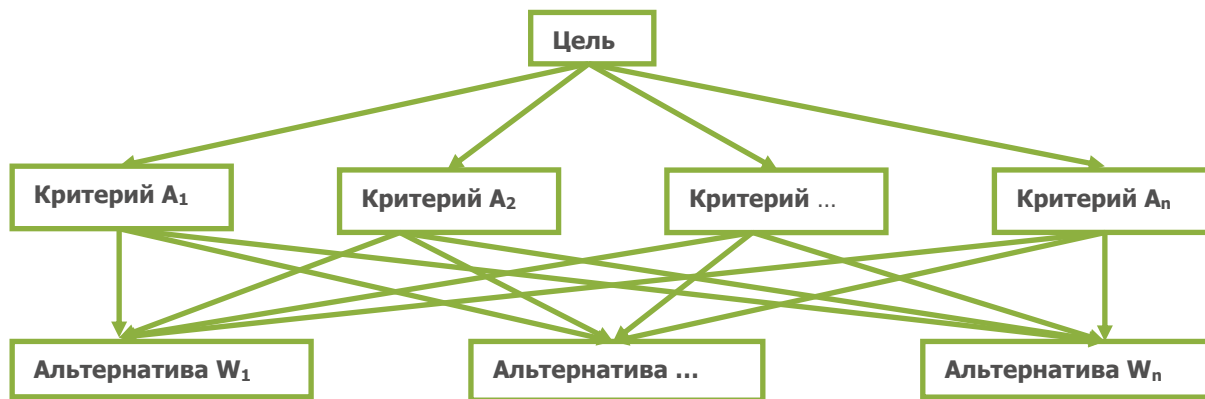 Цель
Критерий A₁
Критерий A₂
Критерий ...
Критерий Aₙ
Альтернатива W₁
Альтернатива ...
Альтернатива Wₙ